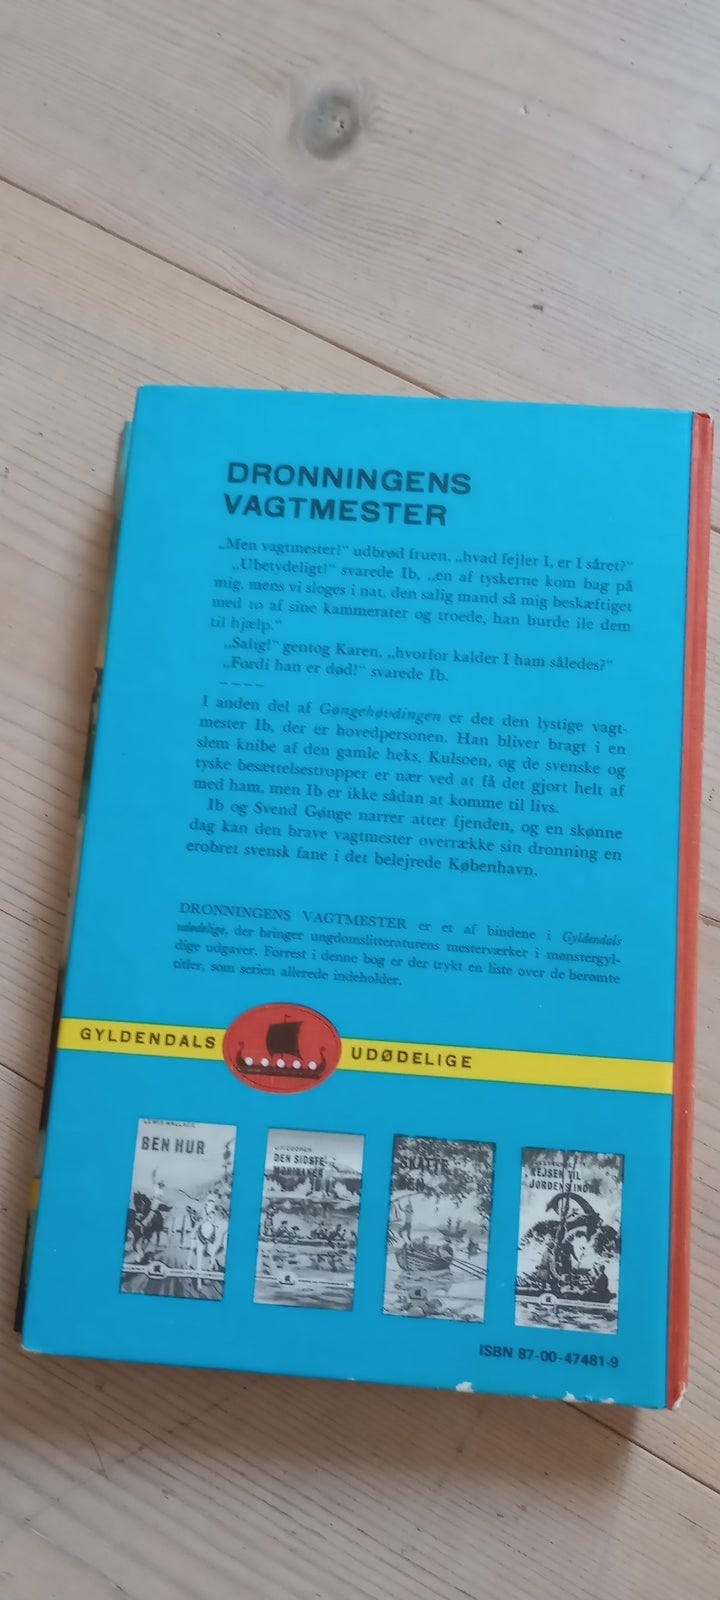 DRONNINGENS
VAGTMESTER
„Men vagtmester!“ udbrød fruen, „hvad fejler I, er I såret?“
„Ubetydeligt!“ svarede Ib, „en af tyskerne kom bag på
mig, mens vi sloges i nat, den salig mand så mig beskæftiget
med to af sine kammerater og troede, han burde ile dem
til hjælp.“
„Salig!“ gentog Karen, „hvorfor kalder I ham således?“
„Fordi han er død!“ svarede Ib.
– – – –
I anden del af Gøngehøvdingen er det den lystige vagt-
mester Ib, der er hovedpersonen. Han bliver bragt i en
slem knibe af den gamle heks, Kulsoen, og de svenske og
tyske besættelsestropper er nær ved at få det gjort helt af
med ham, men Ib er ikke sådan at komme til livs.
Ib og Svend Gønge narrer atter fjenden, og en skønne
dag kan den brave vagtmester overrække sin dronning en
erobret svensk fane i det belejrede København.
DRONNINGENS VAGTMESTER er et af bindene i Gyldendals
udødelige, der bringer ungdomslitteraturens mesterværker i mønstergyl-
dige udgaver. Forrest i denne bog er der trykt en liste over de berømte
titler, som serien allerede indeholder.
GYLDENDALS UDØDELIGE
LEWIS WALLACE
BEN HUR
DEN SIDSTE
MOHIKANER
SKATTE
REJSEN TIL
JORDENS INDRE
ISBN 87-00-47481-9